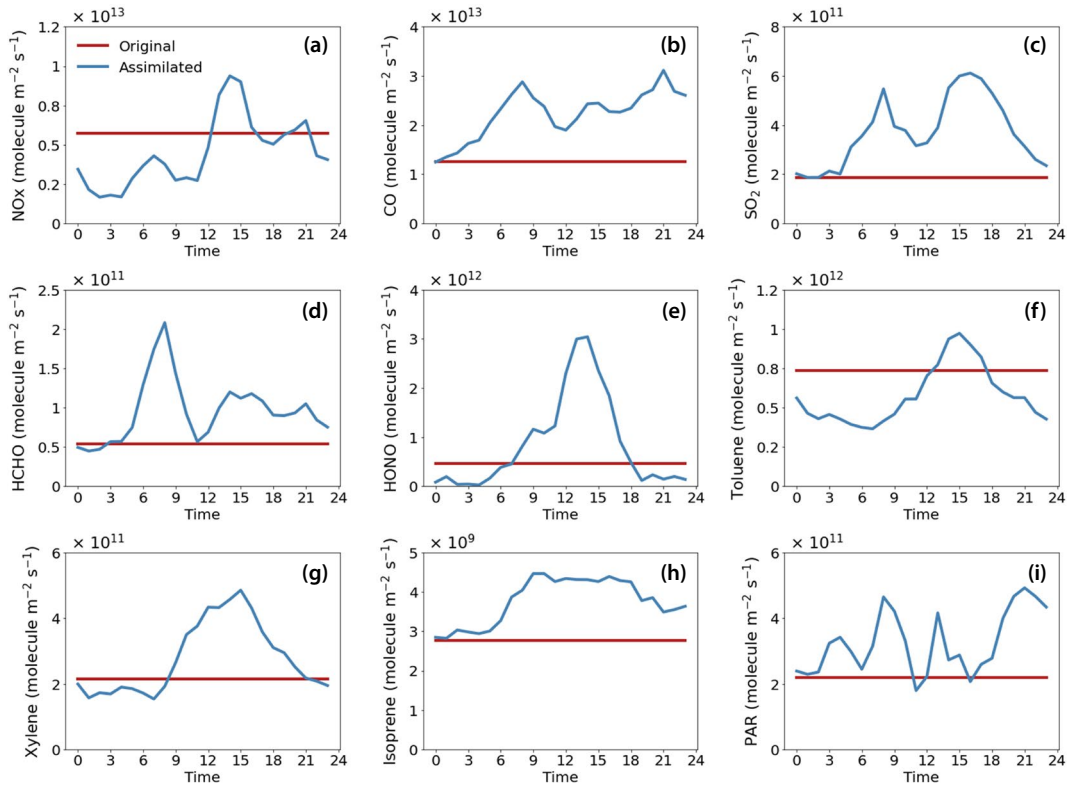 × 10¹³
NOx (molecule m⁻² s⁻¹)
(a)
Original
Assimilated
1.2
1.0
0.8
0.5
0.2
0
0 3 6 9 12 15 18 21 24
Time
× 10¹³
CO (molecule m⁻² s⁻¹)
(b)
4
3
2
1
0
0 3 6 9 12 15 18 21 24
Time
× 10¹¹
SO₂ (molecule m⁻² s⁻¹)
(c)
8
6
4
2
0
0 3 6 9 12 15 18 21 24
Time
× 10¹¹
HCHO (molecule m⁻² s⁻¹)
(d)
2.5
2.0
1.5
1.0
0.5
0
0 3 6 9 12 15 18 21 24
Time
× 10¹²
HONO (molecule m⁻² s⁻¹)
(e)
4
3
2
1
0
0 3 6 9 12 15 18 21 24
Time
× 10¹²
Toluene (molecule m⁻² s⁻¹)
(f)
1.2
1.0
0.8
0.5
0.2
0
0 3 6 9 12 15 18 21 24
Time
× 10¹¹
Xylene (molecule m⁻² s⁻¹)
(g)
6
4
2
0
0 3 6 9 12 15 18 21 24
Time
× 10⁹
Isoprene (molecule m⁻² s⁻¹)
(h)
5
4
3
2
1
0
0 3 6 9 12 15 18 21 24
Time
× 10¹¹
PAR (molecule m⁻² s⁻¹)
(i)
6
4
2
0
0 3 6 9 12 15 18 21 24
Time